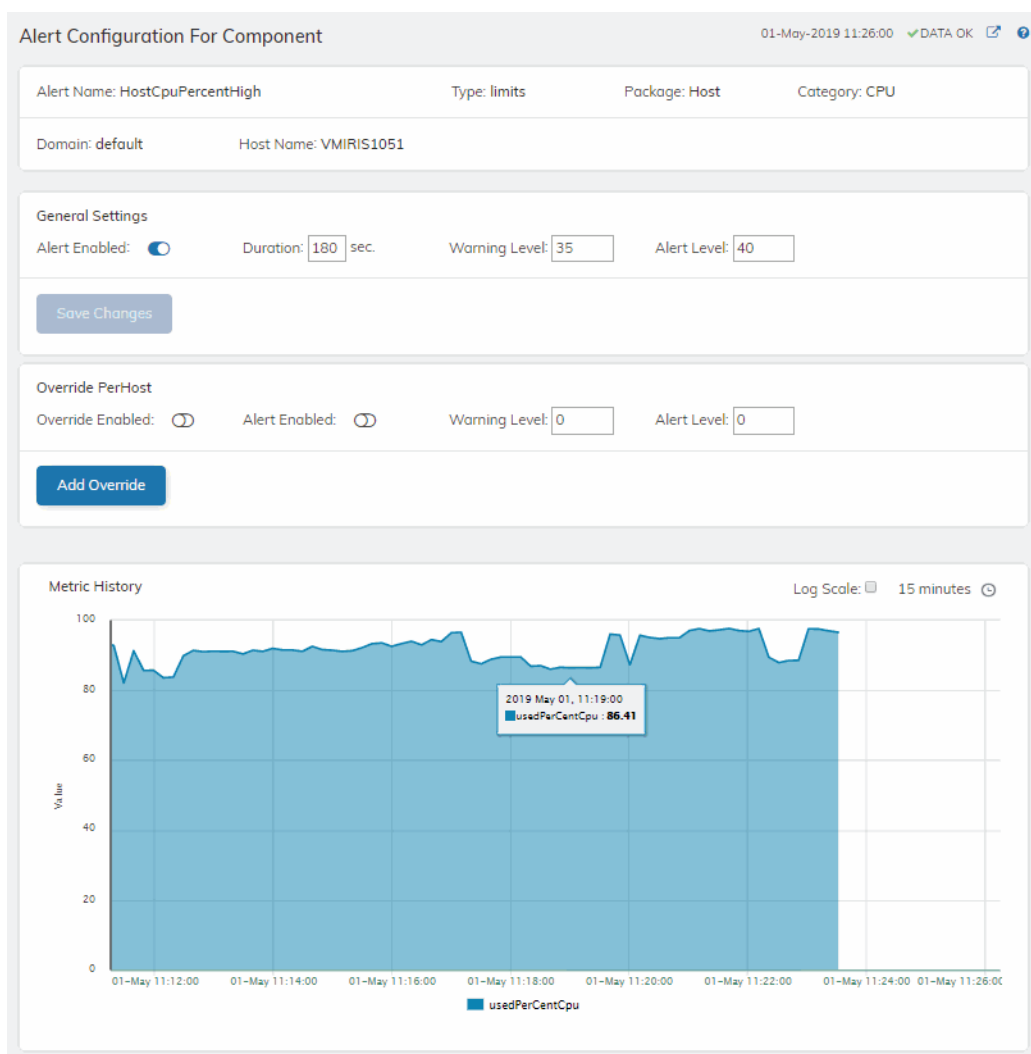 Alert Configuration For Component 01-May-2019 11:26:00 DATA OK
Alert Name: HostCpuPercentHigh Type: limits Package: Host Category: CPU
Domain: default Host Name: VMIRIS1051
General Settings
Alert Enabled: Duration: 180 sec. Warning Level: 35 Alert Level: 40
Save Changes
Override PerHost
Override Enabled: Alert Enabled: Warning Level: 0 Alert Level: 0
Add Override
Metric History Log Scale: 15 minutes
100
80
2019 May 01, 11:19:00
usedPerCentCpu : 86.41
60
Value
40
20
0
01-May 11:12:00 01-May 11:14:00 01-May 11:16:00 01-May 11:18:00 01-May 11:20:00 01-May 11:22:00 01-May 11:24:00 01-May 11:26:00
usedPerCentCpu